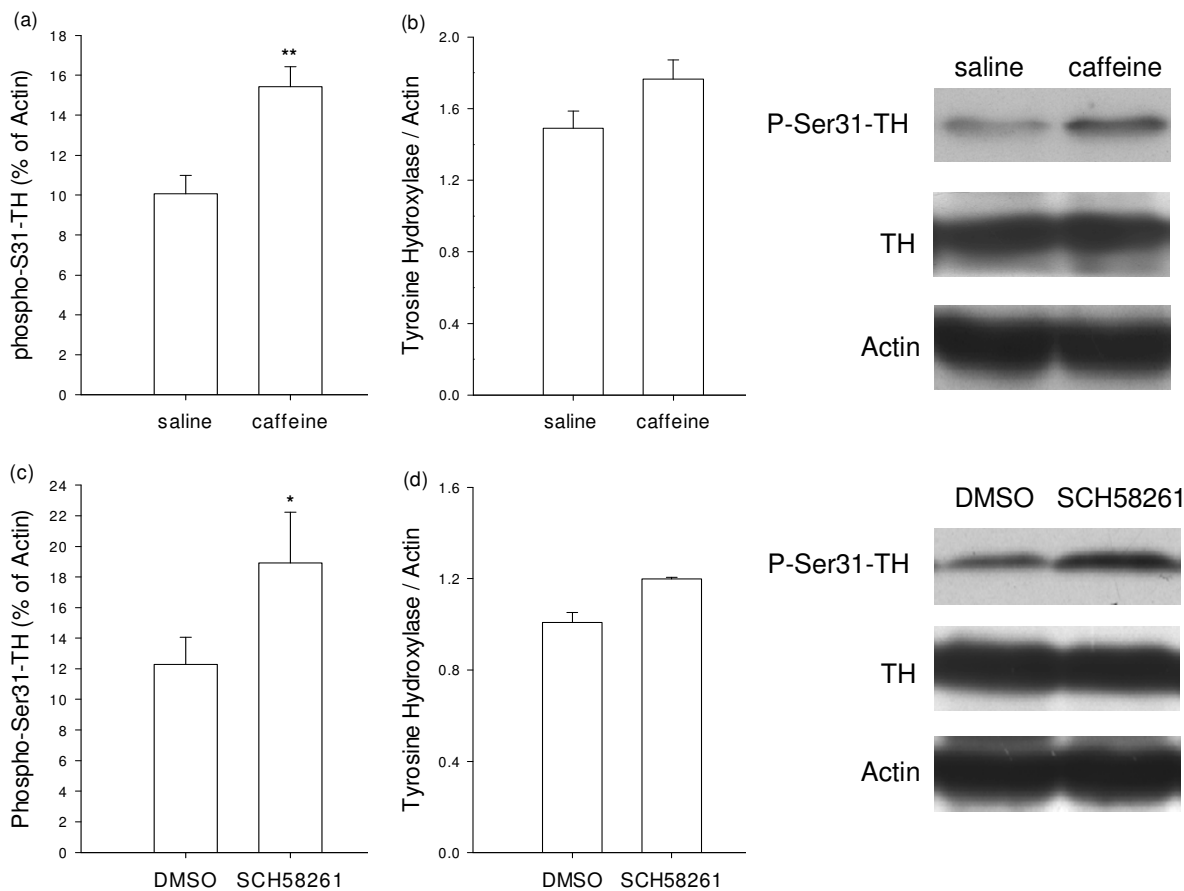 (a)
phospho-S31-TH (% of Actin)
18
16
14
12
10
8
6
4
2
0
**
saline caffeine
(b)
Tyrosine Hydroxylase / Actin
2.0
1.6
1.2
0.8
0.4
0.0
saline caffeine
saline caffeine
P-Ser31-TH
TH
Actin
(c)
Phospho-Ser31-TH (% of Actin)
24
22
20
18
16
14
12
10
8
6
4
2
0
*
DMSO SCH58261
(d)
Tyrosine Hydroxylase / Actin
1.6
1.2
0.8
0.4
0.0
DMSO SCH58261
DMSO SCH58261
P-Ser31-TH
TH
Actin